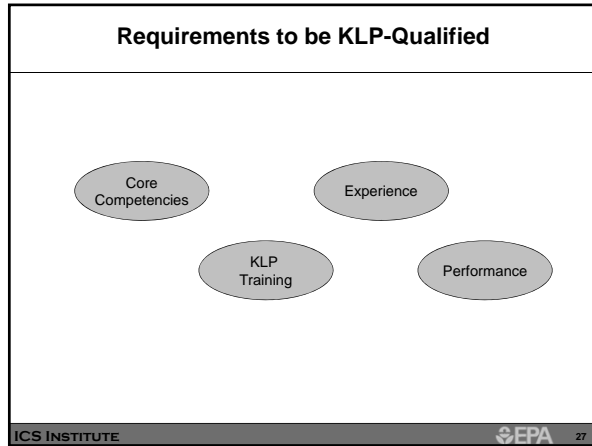 Requirements to be KLP-Qualified
Core
Competencies
Experience
KLP
Training
Performance
ICS INSTITUTE
EPA
27